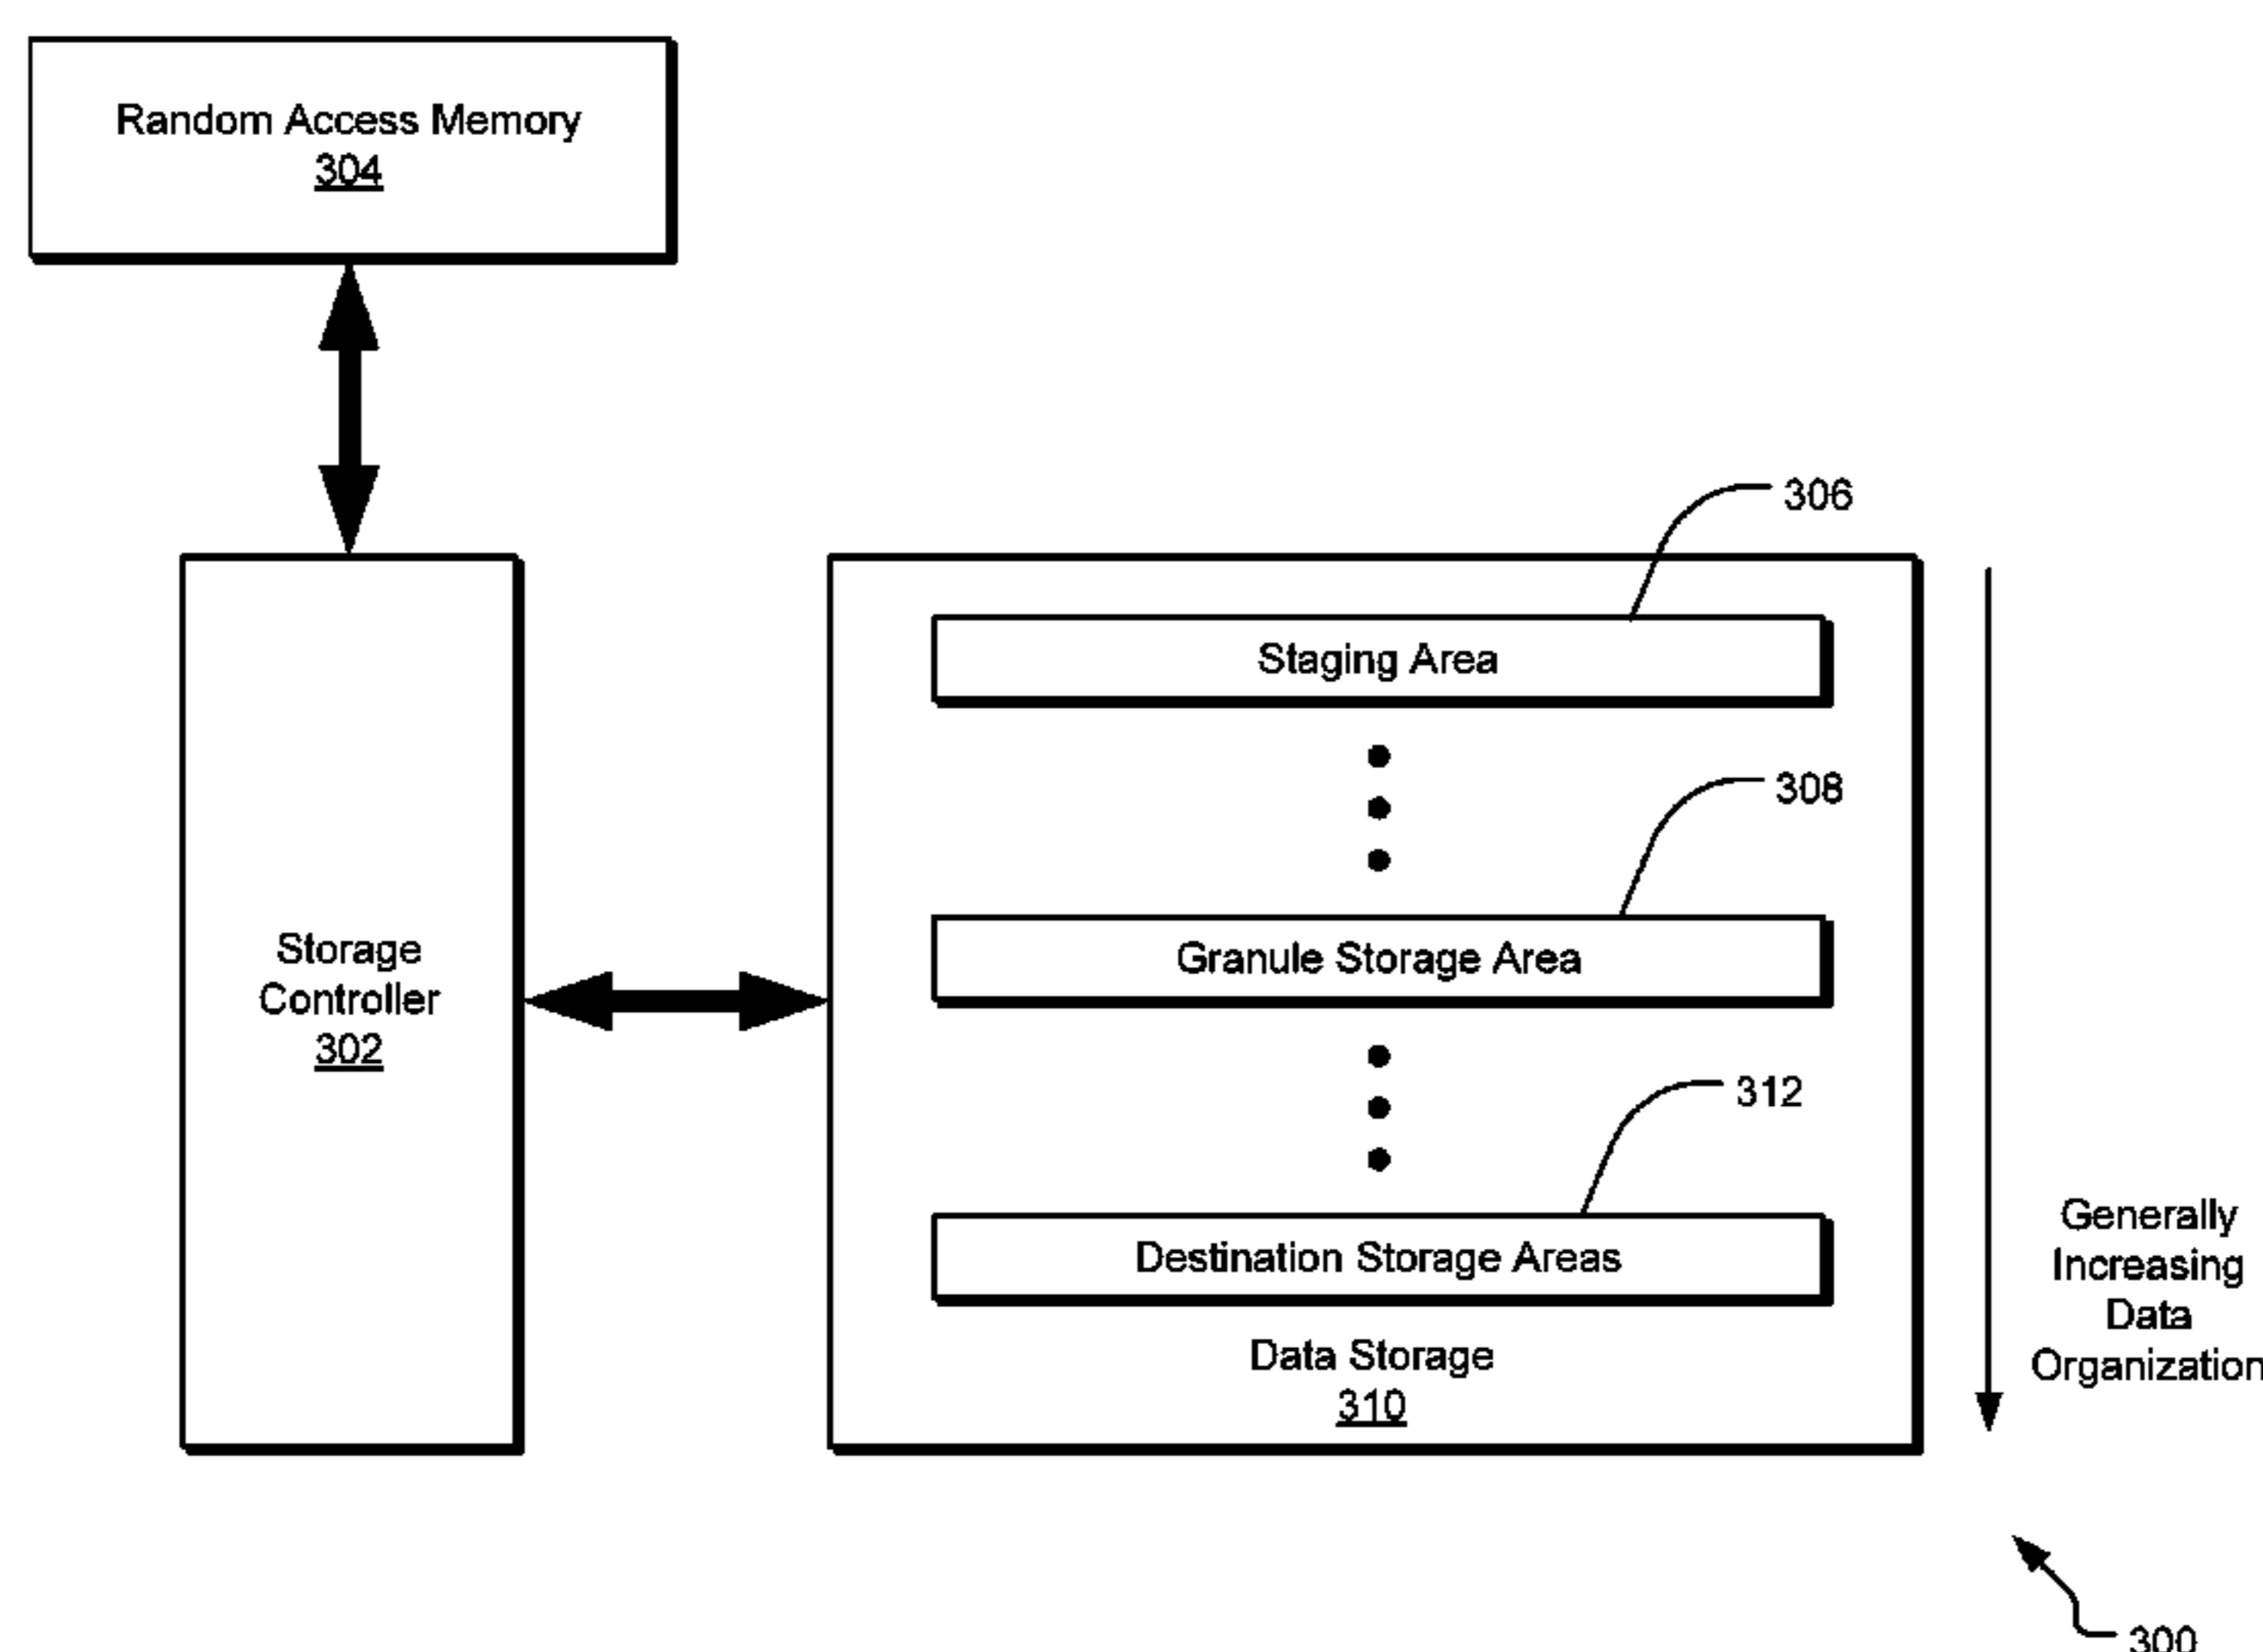 Random Access Memory
304
306
Staging Area
308
Storage
Controller
302
Granule Storage Area
312
Destination Storage Areas
Data Storage
310
Generally
Increasing
Data
Organization
300